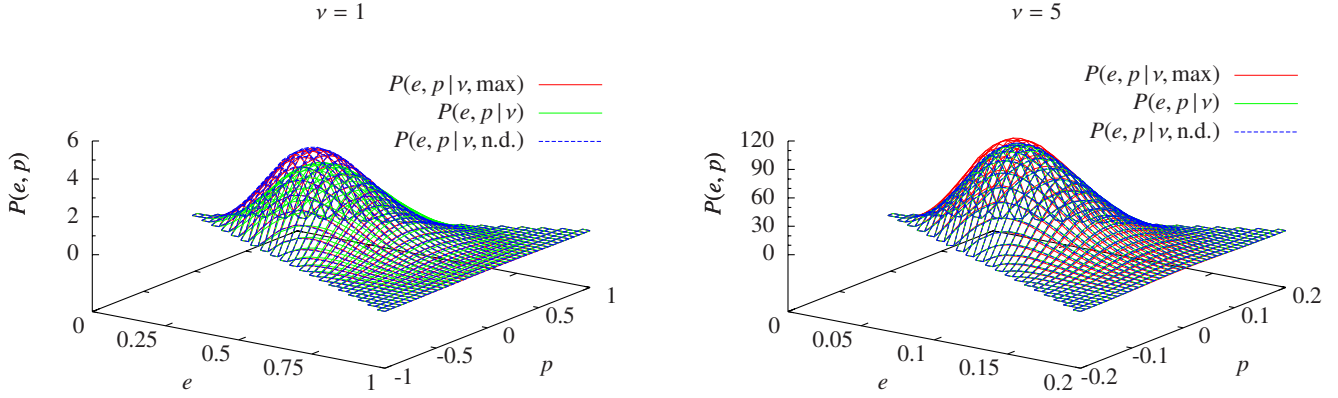 ν = 1
P(e, p | ν, max)
P(e, p | ν)
P(e, p | ν, n.d.)
P(e, p)
6
4
2
0
0
0.25
0.5
0.75
1
e
-1
-0.5
0
0.5
1
p
ν = 5
P(e, p | ν, max)
P(e, p | ν)
P(e, p | ν, n.d.)
P(e, p)
120
90
60
30
0
0
0.05
0.1
0.15
0.2
e
-0.2
-0.1
0
0.1
0.2
p